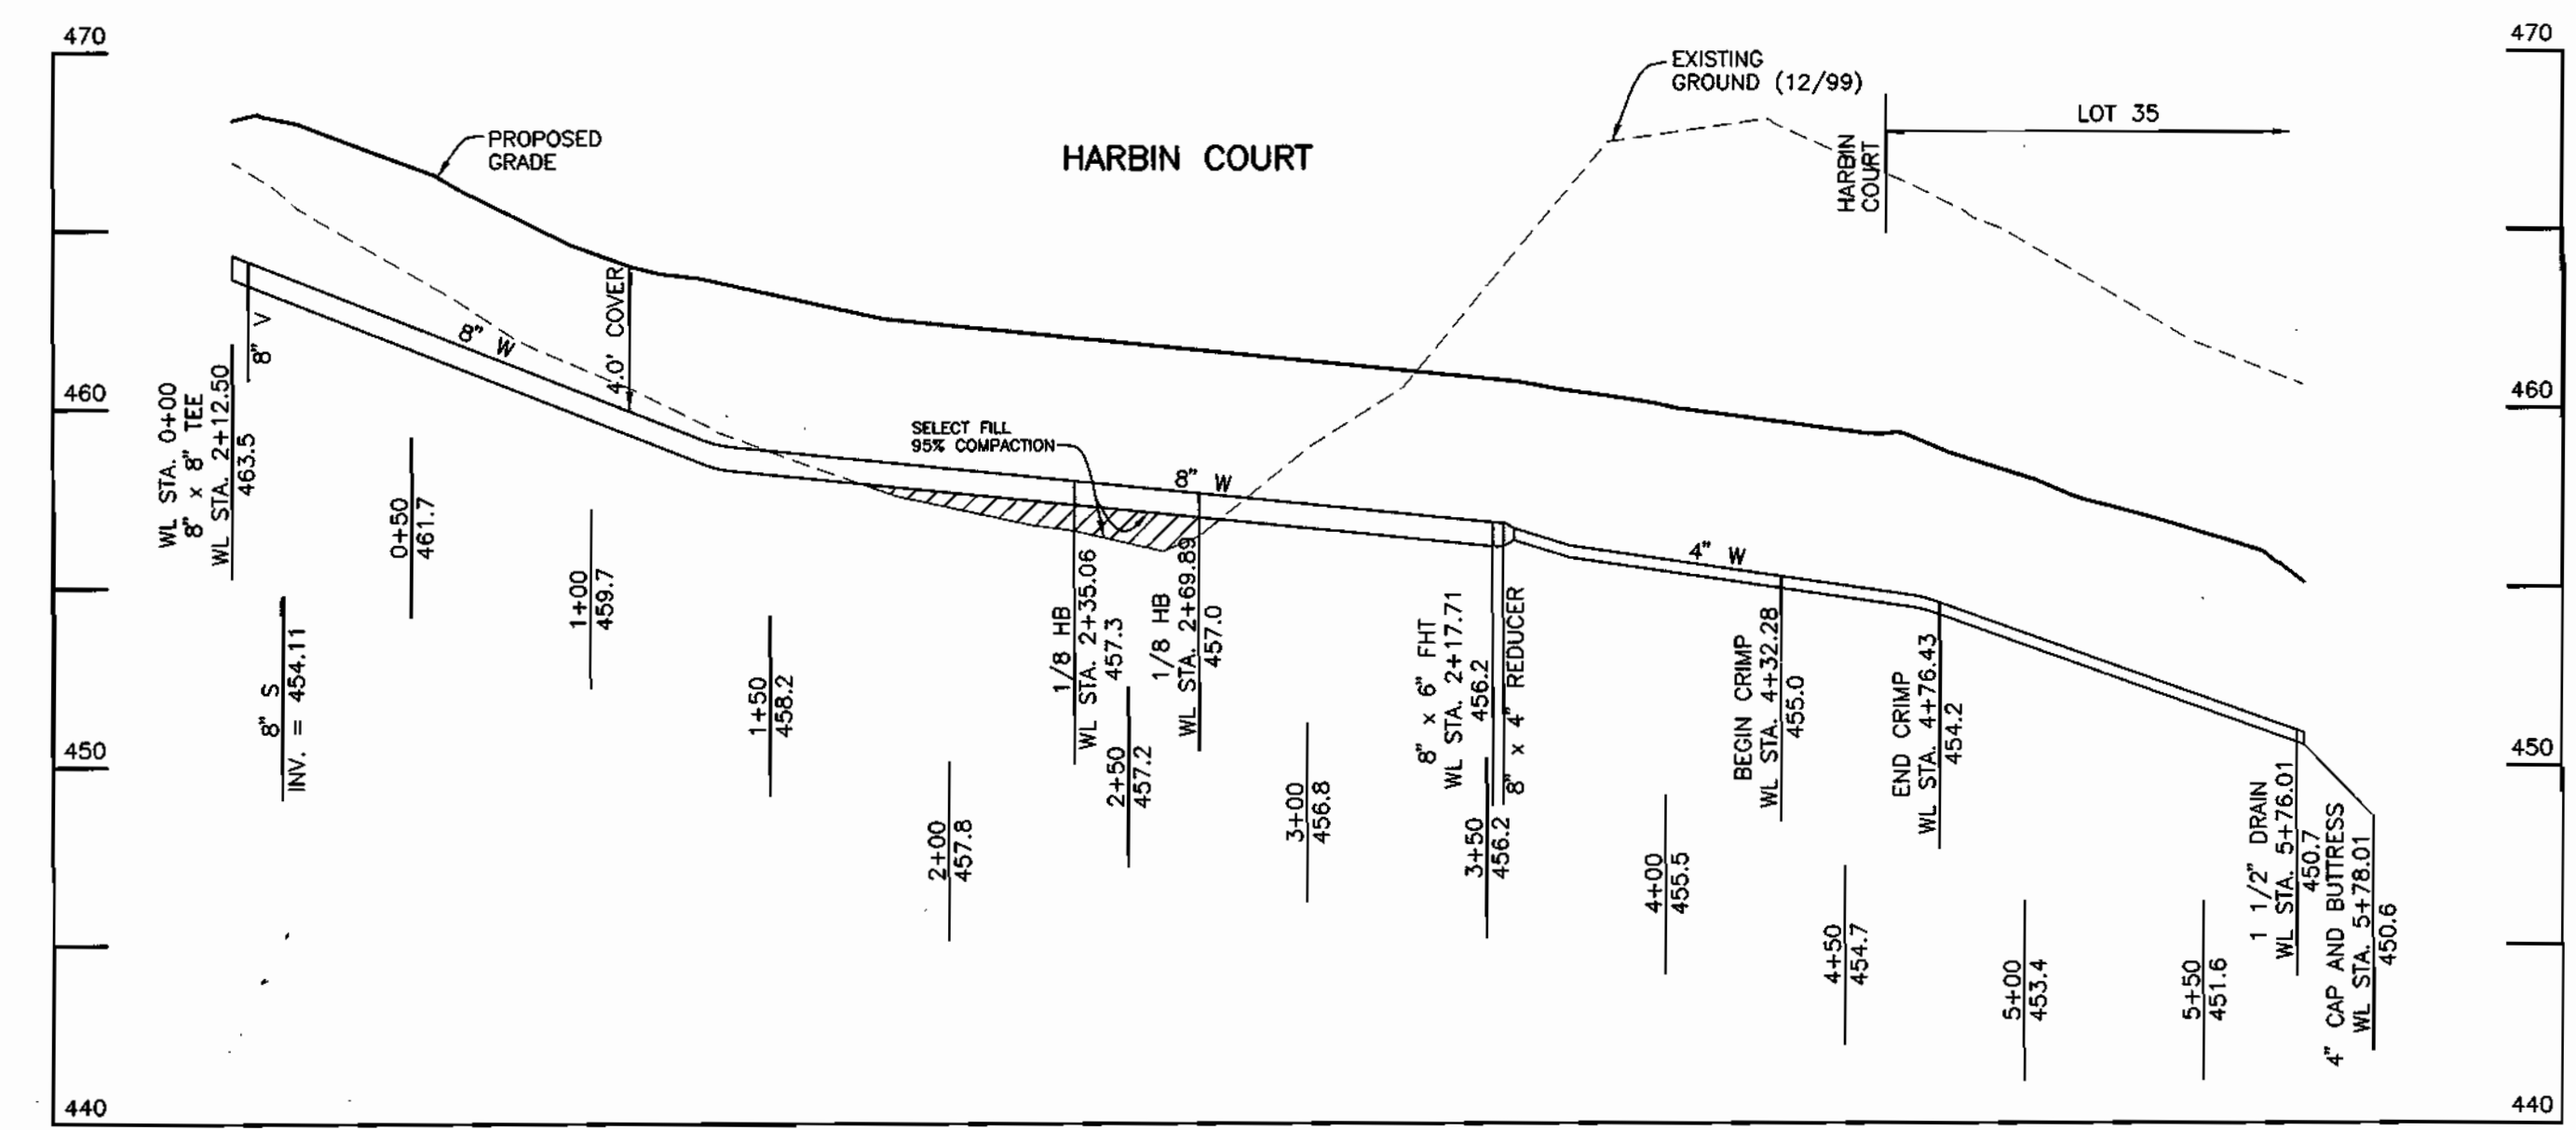 470
470
EXISTING
GROUND (12/99)
LOT 35
PROPOSED
GRADE
HARBIN COURT
HARBIN
COURT
4.0' COVER
8" W
8" V
WL STA. 0+00
8" x 8" TEE
WL STA. 2+12.50
463.5
460
460
SELECT FILL
95% COMPACTION
8" W
4" W
0+50
461.7
8" S
INV. = 454.11
1+00
459.7
1+50
458.2
2+00
457.8
1/8 HB
WL STA. 2+35.06
457.3
2+50
457.2
1/8 HB
WL STA. 2+69.89
457.0
3+00
456.8
8" x 6" FHT
WL STA. 2+17.71
456.2
8" x 4" REDUCER
3+50
456.2
4+00
455.5
BEGIN CRIMP
WL STA. 4+32.28
455.0
4+50
454.7
END CRIMP
WL STA. 4+76.43
454.2
5+00
453.4
5+50
451.6
1 1/2" DRAIN
WL STA. 5+76.01
450.7
4" CAP AND BUTTRESS
WL STA. 5+78.01
450.6
450
450
440
440